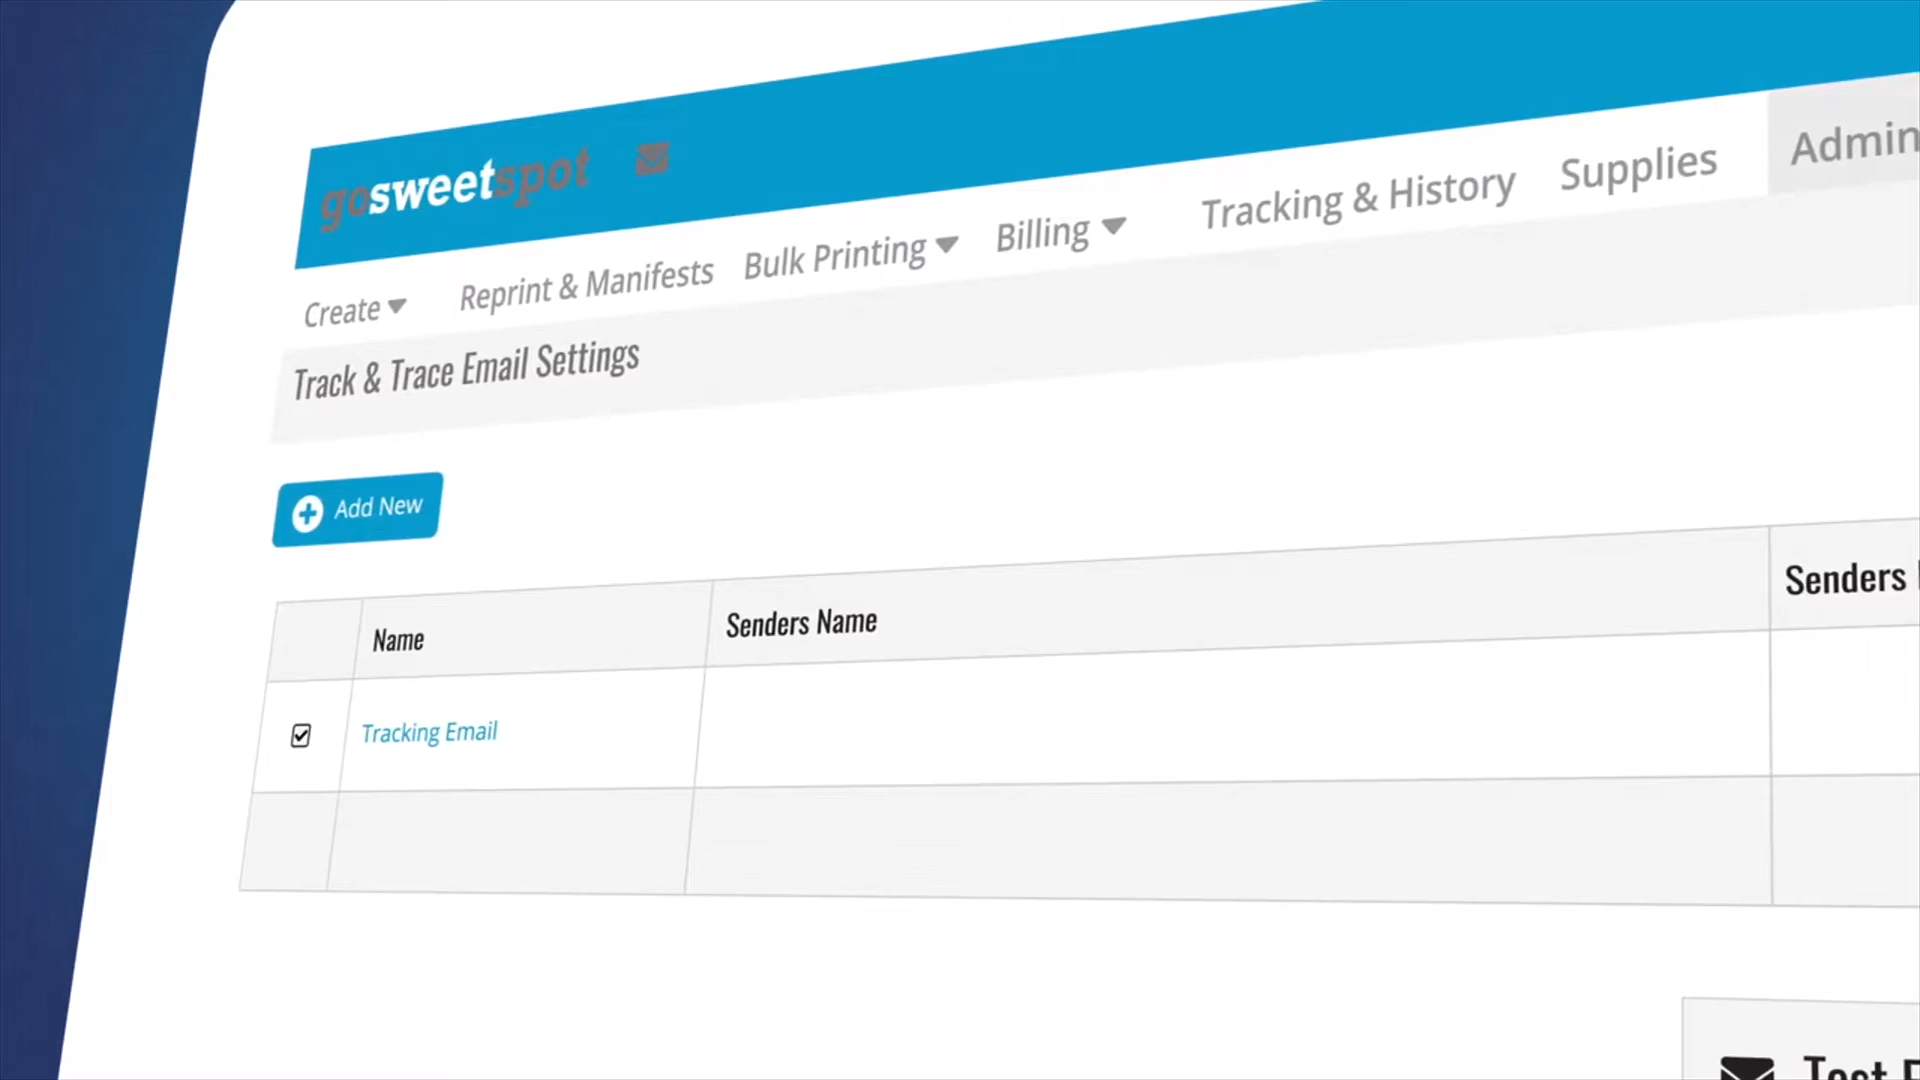 gosweetspot
Create Reprint & Manifests Bulk Printing Billing Tracking & History Supplies Admin
Track & Trace Email Settings
Add New
Name Senders Name Senders
Tracking Email
Test